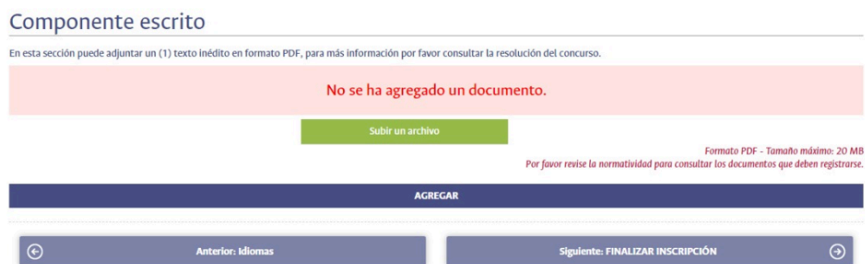 Componente escrito
En esta sección puede adjuntar un (1) texto inédito en formato PDF, para más información por favor consultar la resolución del concurso.
No se ha agregado un documento.
Subir un archivo
Formato PDF - Tamaño máximo: 20 MB
Por favor revise la normatividad para consultar los documentos que deben registrarse.
AGREGAR
Anterior: Idiomas
Siguiente: FINALIZAR INSCRIPCIÓN